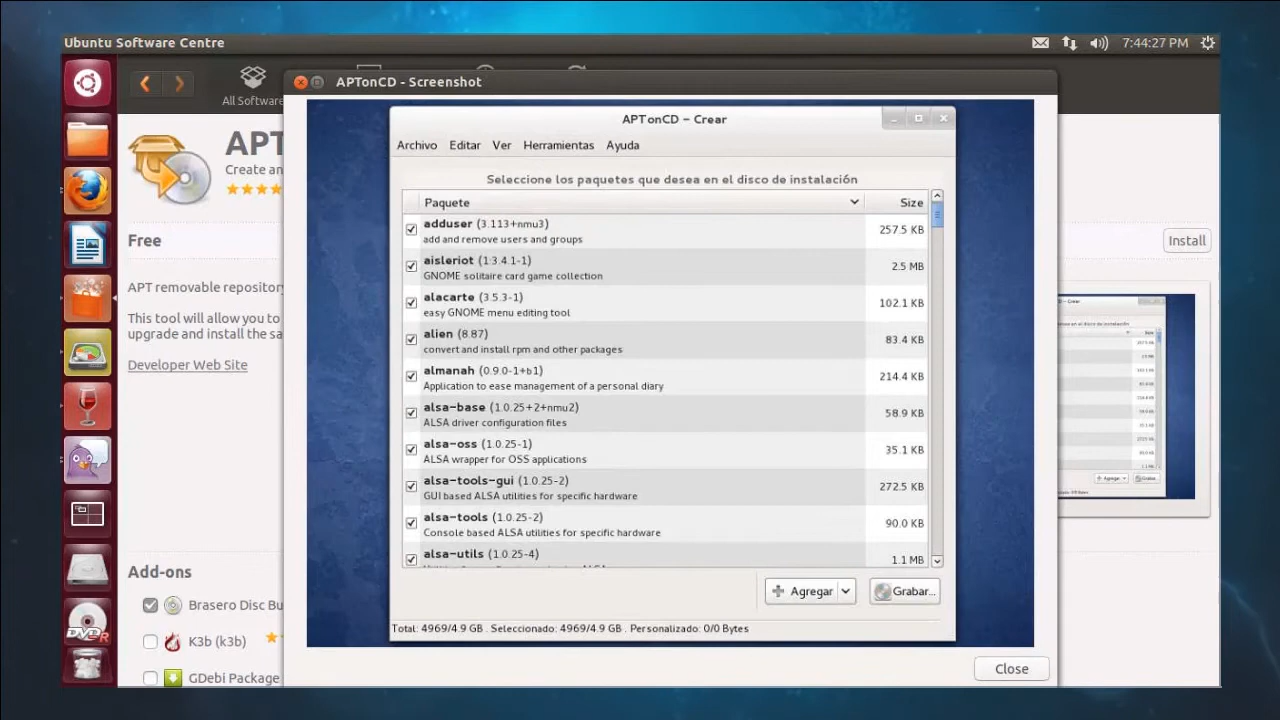 Ubuntu Software Centre
7:44:27 PM
All Software
APTonCD - Screenshot
APT
Create an
Free
Install
APT removable repository
This tool will allow you to
upgrade and install the sa
Developer Web Site
Add-ons
Brasero Disc Bu
K3b (k3b)
GDebi Package
APTonCD – Crear
Archivo Editar Ver Herramientas Ayuda
Seleccione los paquetes que desea en el disco de instalación
Paquete Size
adduser (3.113+nmu3)
add and remove users and groups
257.5 KB
aisleriot (1:3.4.1-1)
GNOME solitaire card game collection
2.5 MB
alacarte (3.5.3-1)
easy GNOME menu editing tool
102.1 KB
alien (8.87)
convert and install rpm and other packages
83.4 KB
almanah (0.9.0-1+b1)
Application to ease management of a personal diary
214.4 KB
alsa-base (1.0.25+2+nmu2)
ALSA driver configuration files
58.9 KB
alsa-oss (1.0.25-1)
ALSA wrapper for OSS applications
35.1 KB
alsa-tools-gui (1.0.25-2)
GUI based ALSA utilities for specific hardware
272.5 KB
alsa-tools (1.0.25-2)
Console based ALSA utilities for specific hardware
90.0 KB
alsa-utils (1.0.25-4)
1.1 MB
Agregar Grabar...
Total: 4969/4.9 GB . Seleccionado: 4969/4.9 GB . Personalizado: 0/0 Bytes
Close